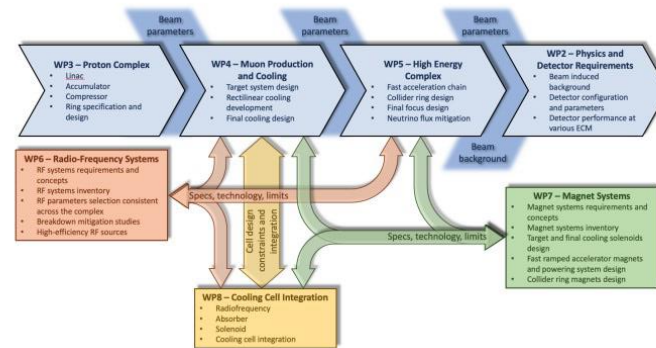 Beam
parameters
Beam
parameters
Beam
parameters
WP3 – Proton Complex
• Linac
• Accumulator
• Compressor
• Ring specification and
design
WP4 – Muon Production
and Cooling
• Target system design
• Rectilinear cooling
development
• Final cooling design
WP5 – High Energy
Complex
• Fast acceleration chain
• Collider ring design
• Final focus design
• Neutrino flux mitigation
WP2 – Physics and
Detector Requirements
• Beam induced
background
• Detector configuration
and parameters
• Detector performance at
various ECM
Beam
background
WP6 – Radio-Frequency Systems
• RF systems requirements and
concepts
• RF systems inventory
• RF parameters selection consistent
across the complex
• Breakdown mitigation studies
• High-efficiency RF sources
Specs, technology, limits
Cell design
constraints and
integration
Specs, technology, limits
WP7 – Magnet Systems
• Magnet systems requirements and
concepts
• Magnet systems inventory
• Target and final cooling solenoids
design
• Fast ramped accelerator magnets
and powering system design
• Collider ring magnets design
WP8 – Cooling Cell Integration
• Radiofrequency
• Absorber
• Solenoid
• Cooling cell integration